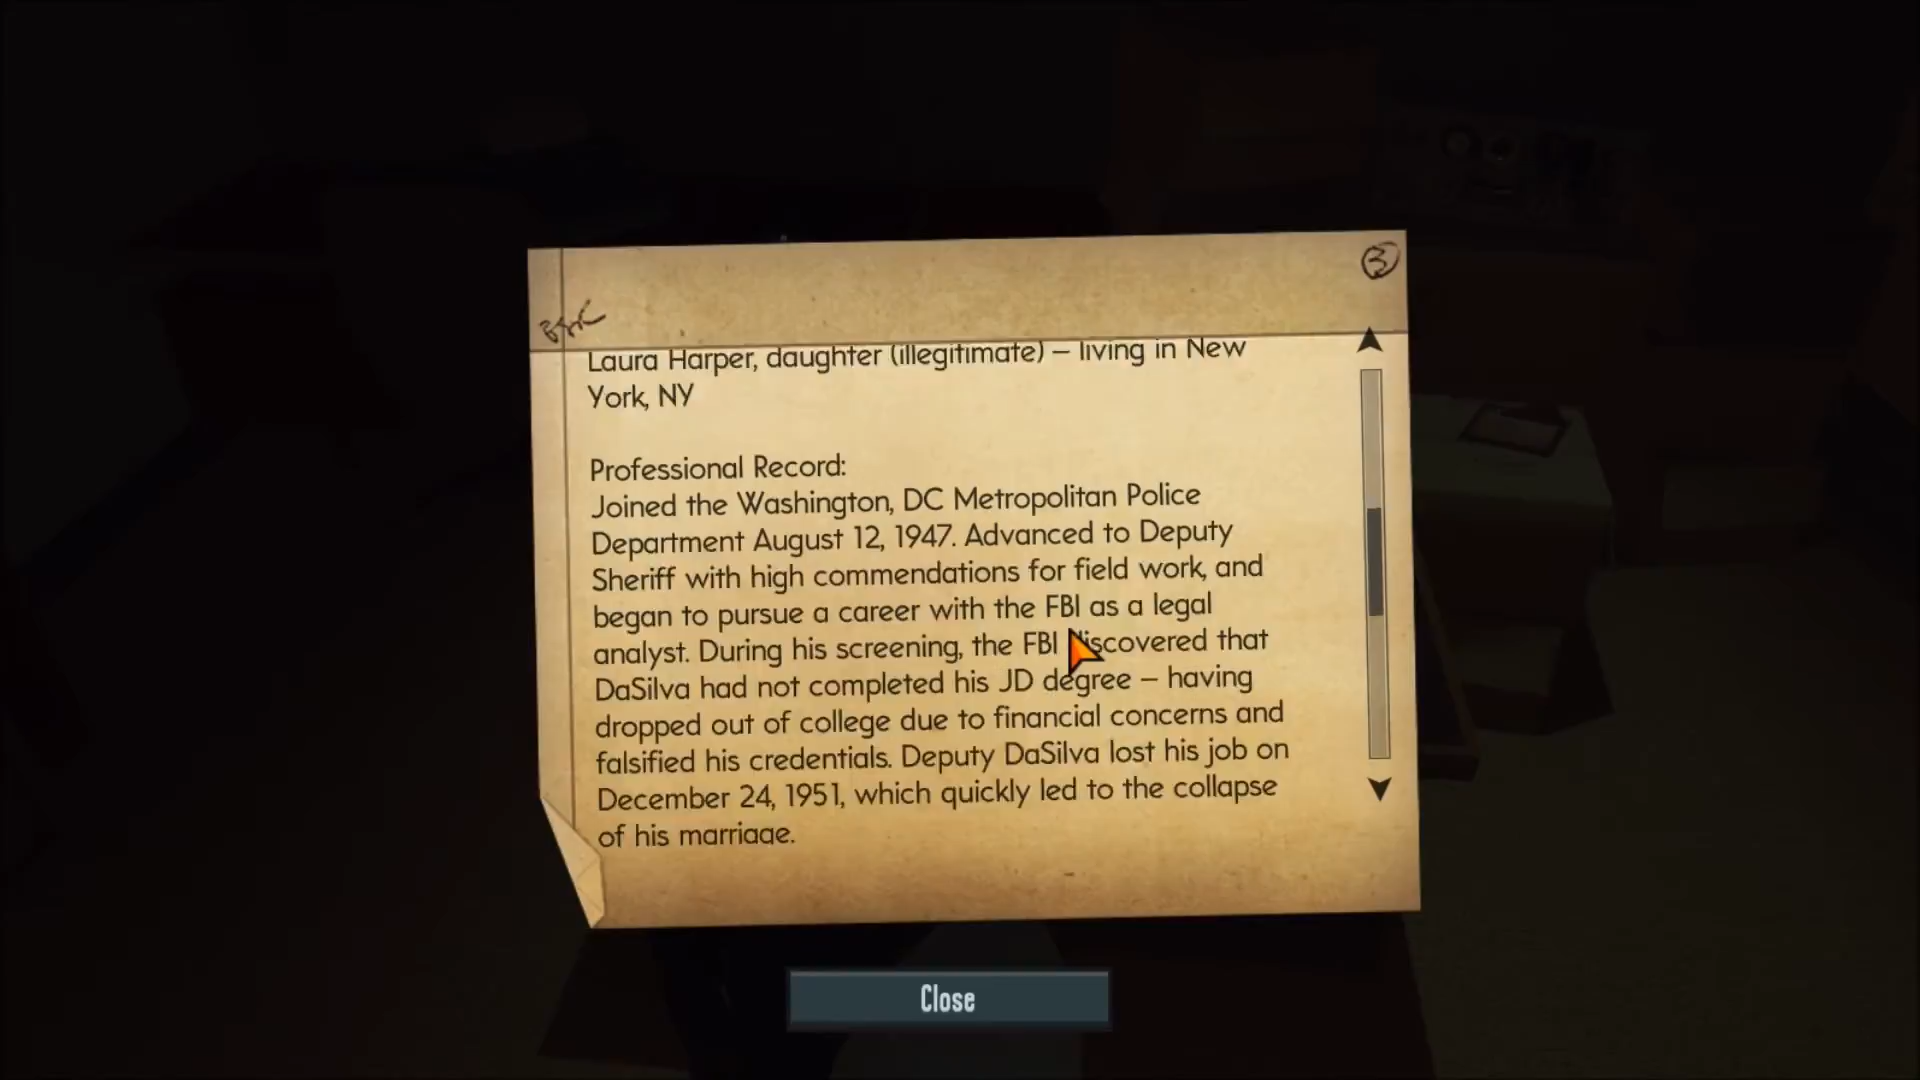 3
Laura Harper, daughter (illegitimate) – living in New
York, NY
Professional Record:
Joined the Washington, DC Metropolitan Police
Department August 12, 1947. Advanced to Deputy
Sheriff with high commendations for field work, and
began to pursue a career with the FBI as a legal
analyst. During his screening, the FBI discovered that
DaSilva had not completed his JD degree – having
dropped out of college due to financial concerns and
falsified his credentials. Deputy DaSilva lost his job on
December 24, 1951, which quickly led to the collapse
of his marriage.
Close